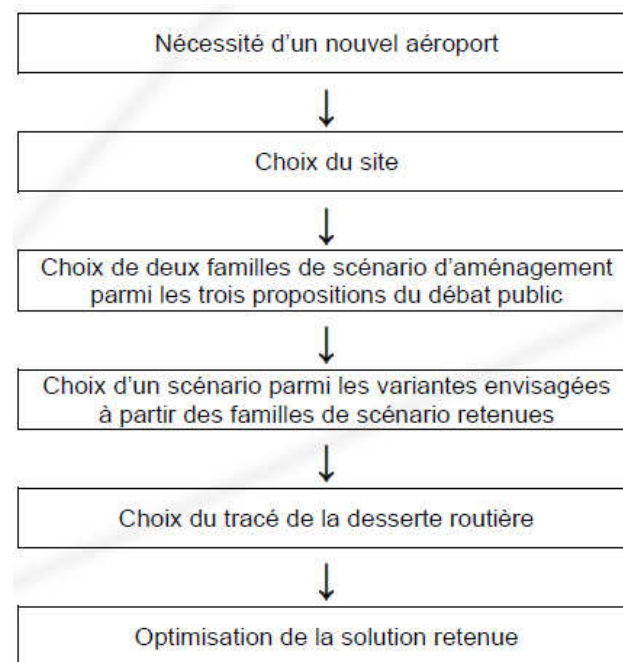 Nécessité d'un nouvel aéroport
Choix du site
Choix de deux familles de scénario d'aménagement
parmi les trois propositions du débat public
Choix d'un scénario parmi les variantes envisagées
à partir des familles de scénario retenues
Choix du tracé de la desserte routière
Optimisation de la solution retenue